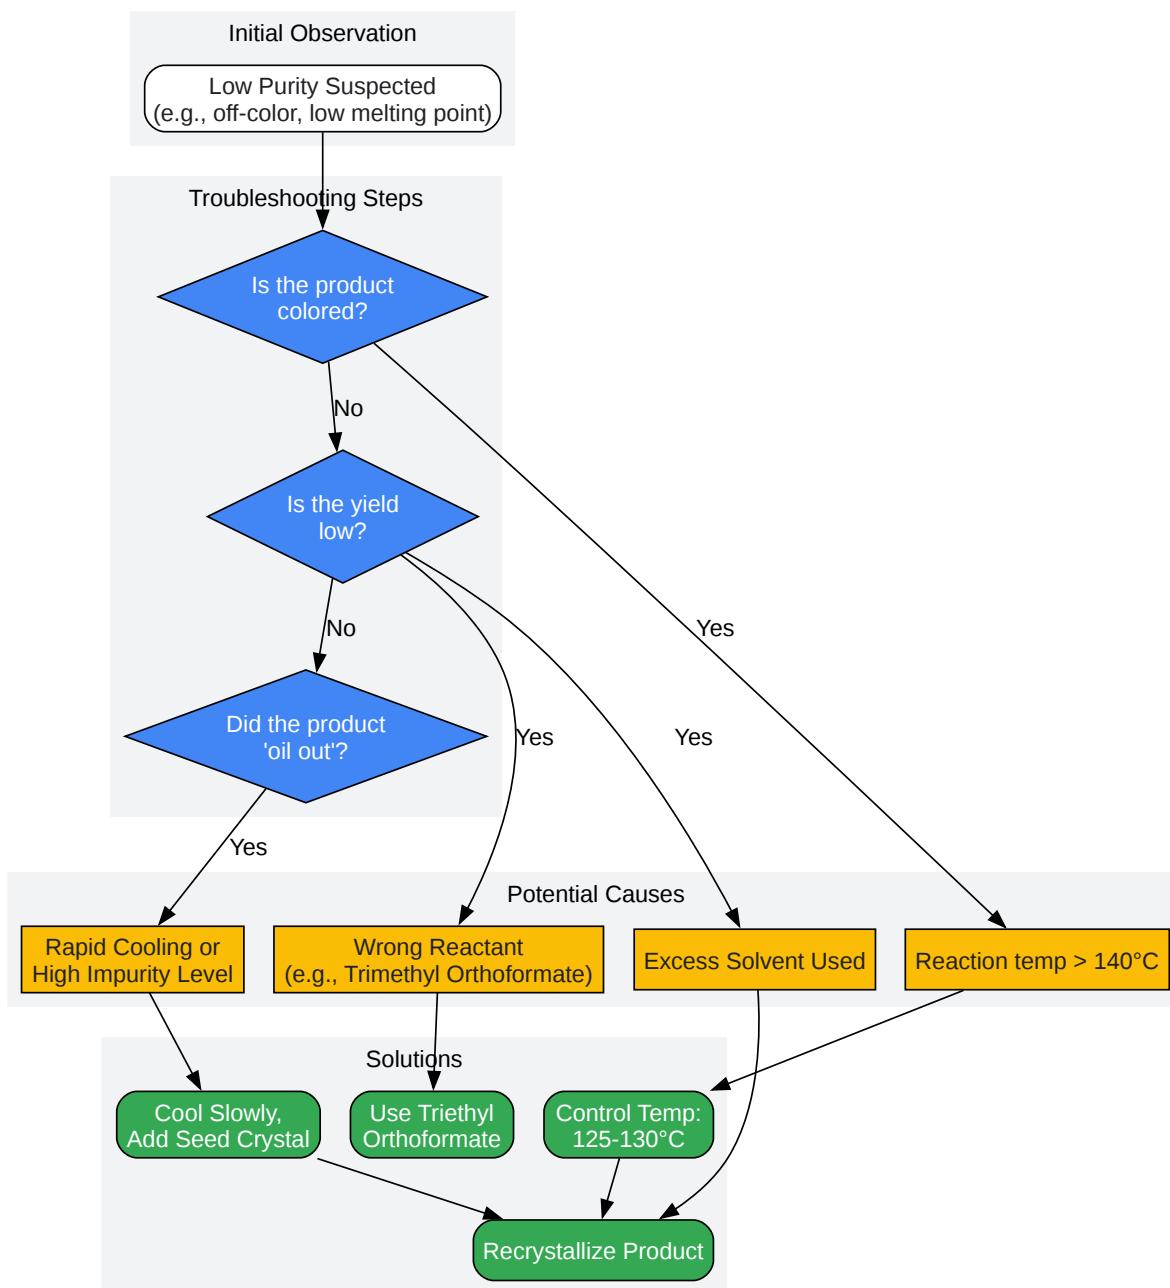 Initial Observation
Low Purity Suspected
(e.g., off-color, low melting point)
Troubleshooting Steps
Is the product
colored?
No
Is the yield
low?
Yes
No
Did the product
'oil out'?
Yes
Yes
Yes
Potential Causes
Rapid Cooling or
High Impurity Level
Wrong Reactant
(e.g., Trimethyl Orthoformate)
Excess Solvent Used
Reaction temp > 140°C
Solutions
Cool Slowly,
Add Seed Crystal
Use Triethyl
Orthoformate
Control Temp:
125-130°C
Recrystallize Product